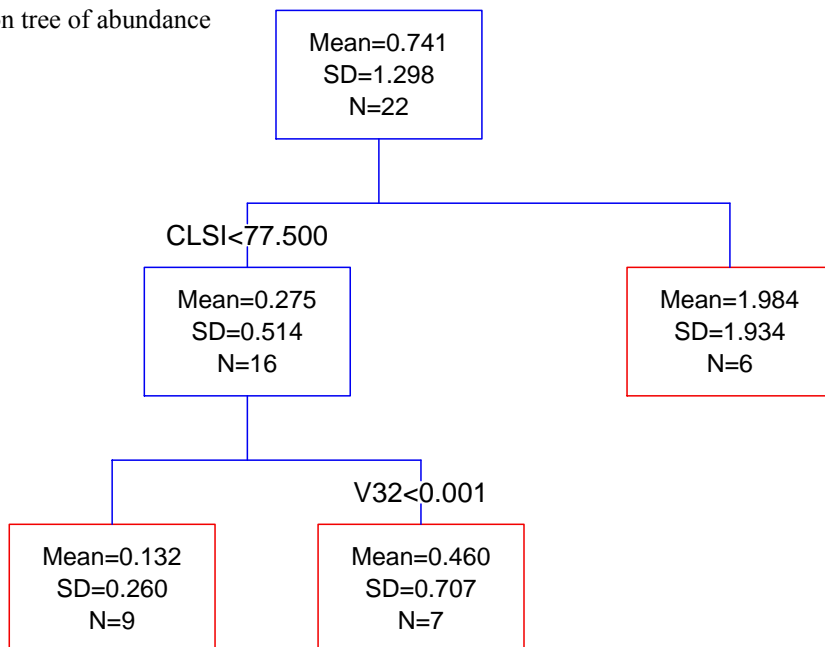 on tree of abundance
Mean=0.741
SD=1.298
N=22
CLSI<77.500
Mean=0.275
SD=0.514
N=16
Mean=1.984
SD=1.934
N=6
V32<0.001
Mean=0.132
SD=0.260
N=9
Mean=0.460
SD=0.707
N=7